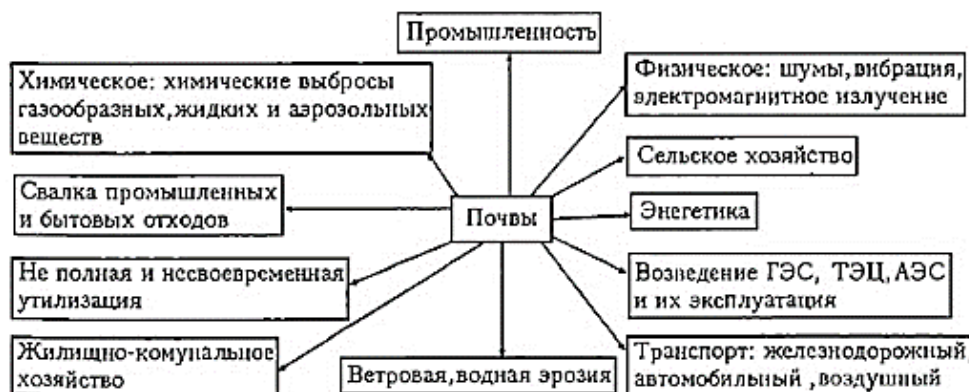 Промышленность
Химическое: химические выбросы
газообразных, жидких и аэрозольных
веществ
Физическое: шумы, вибрация,
электромагнитное излучение
Сельское хозяйство
Свалка промышленных
и бытовых отходов
Почвы
Энегетика
Не полная и несвоевременная
утилизация
Возведение ГЭС, ТЭЦ, АЭС
и их эксплуатация
Жилищно-комунальное
хозяйство
Ветровая, водная эрозия
Транспорт: железнодорожный,
автомобильный , воздушный